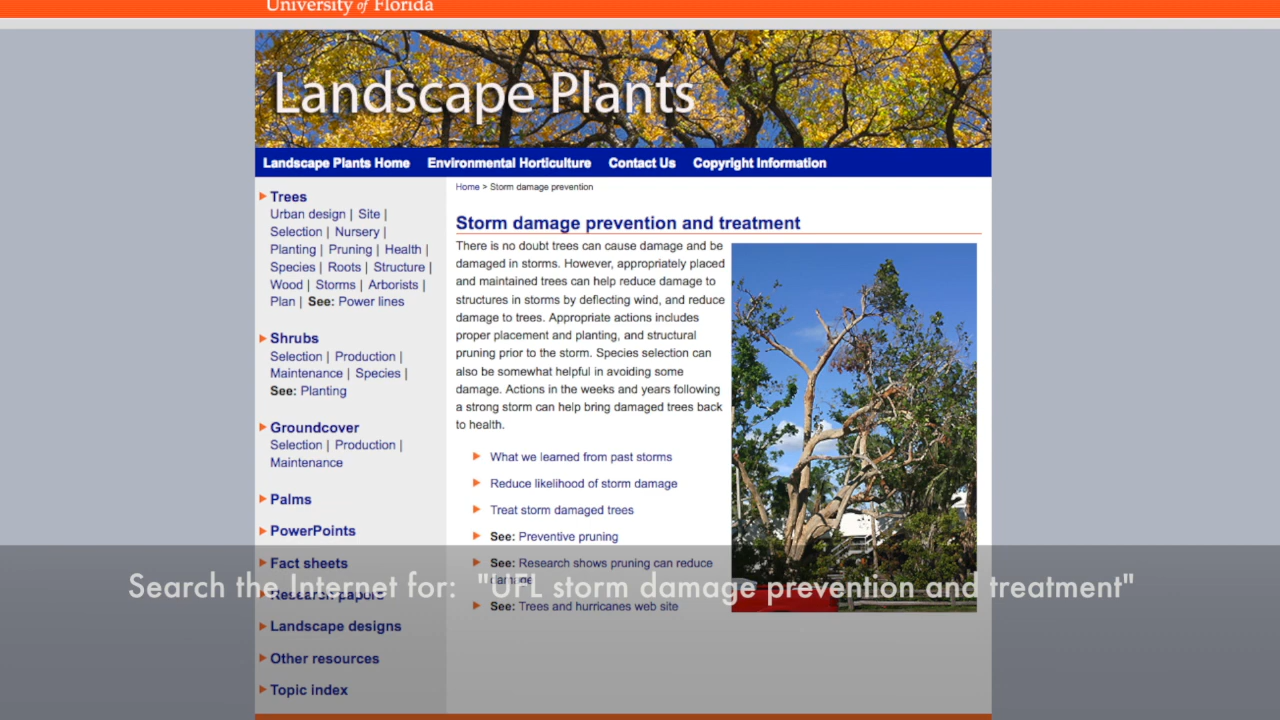 University of Florida
Landscape Plants
Landscape Plants Home Environmental Horticulture Contact Us Copyright Information
Trees
Urban design | Site |
Selection | Nursery |
Planting | Pruning | Health |
Species | Roots | Structure |
Wood | Storms | Arborists |
Plan | See: Power lines
Shrubs
Selection | Production |
Maintenance | Species |
See: Planting
Groundcover
Selection | Production |
Maintenance
Palms
PowerPoints
Fact sheets
Research papers
Landscape designs
Other resources
Topic index
Home > Storm damage prevention
Storm damage prevention and treatment
There is no doubt trees can cause damage and be
damaged in storms. However, appropriately placed
and maintained trees can help reduce damage to
structures in storms by deflecting wind, and reduce
damage to trees. Appropriate actions includes
proper placement and planting, and structural
pruning prior to the storm. Species selection can
also be somewhat helpful in avoiding some
damage. Actions in the weeks and years following
a strong storm can help bring damaged trees back
to health.
What we learned from past storms
Reduce likelihood of storm damage
Treat storm damaged trees
See: Preventive pruning
See: Research shows pruning can reduce
damage
See: Trees and hurricanes web site
Search the Internet for: "UFL storm damage prevention and treatment"